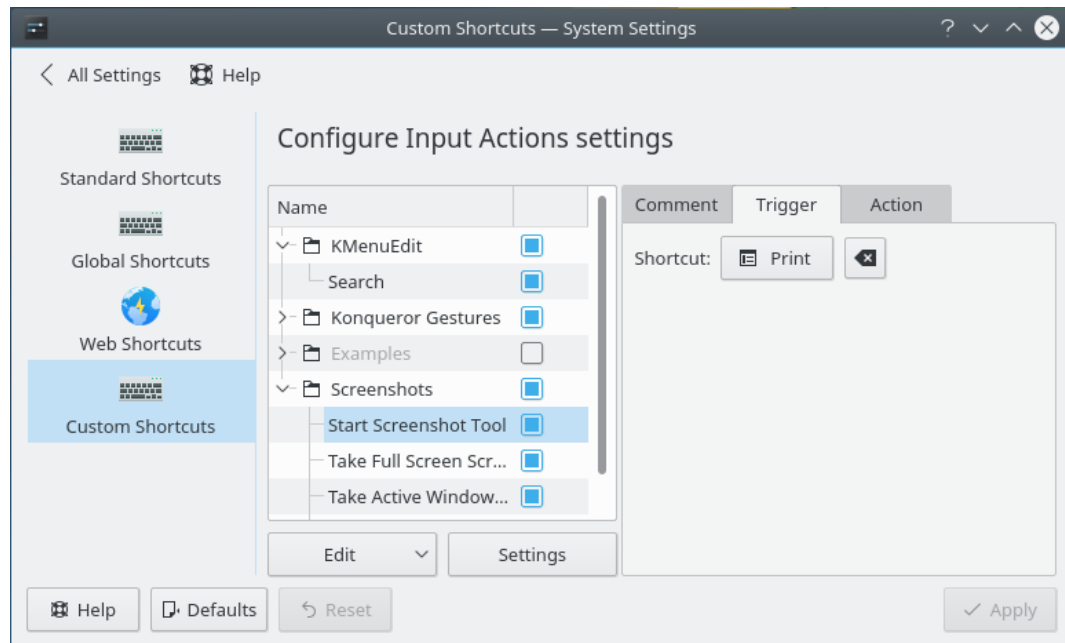 Custom Shortcuts — System Settings
All Settings Help
Configure Input Actions settings
Standard Shortcuts
Global Shortcuts
Web Shortcuts
Custom Shortcuts
Name
KMenuEdit
Search
Konqueror Gestures
Examples
Screenshots
Start Screenshot Tool
Take Full Screen Scr...
Take Active Window...
Edit Settings
Comment Trigger Action
Shortcut: Print
Help Defaults Reset Apply